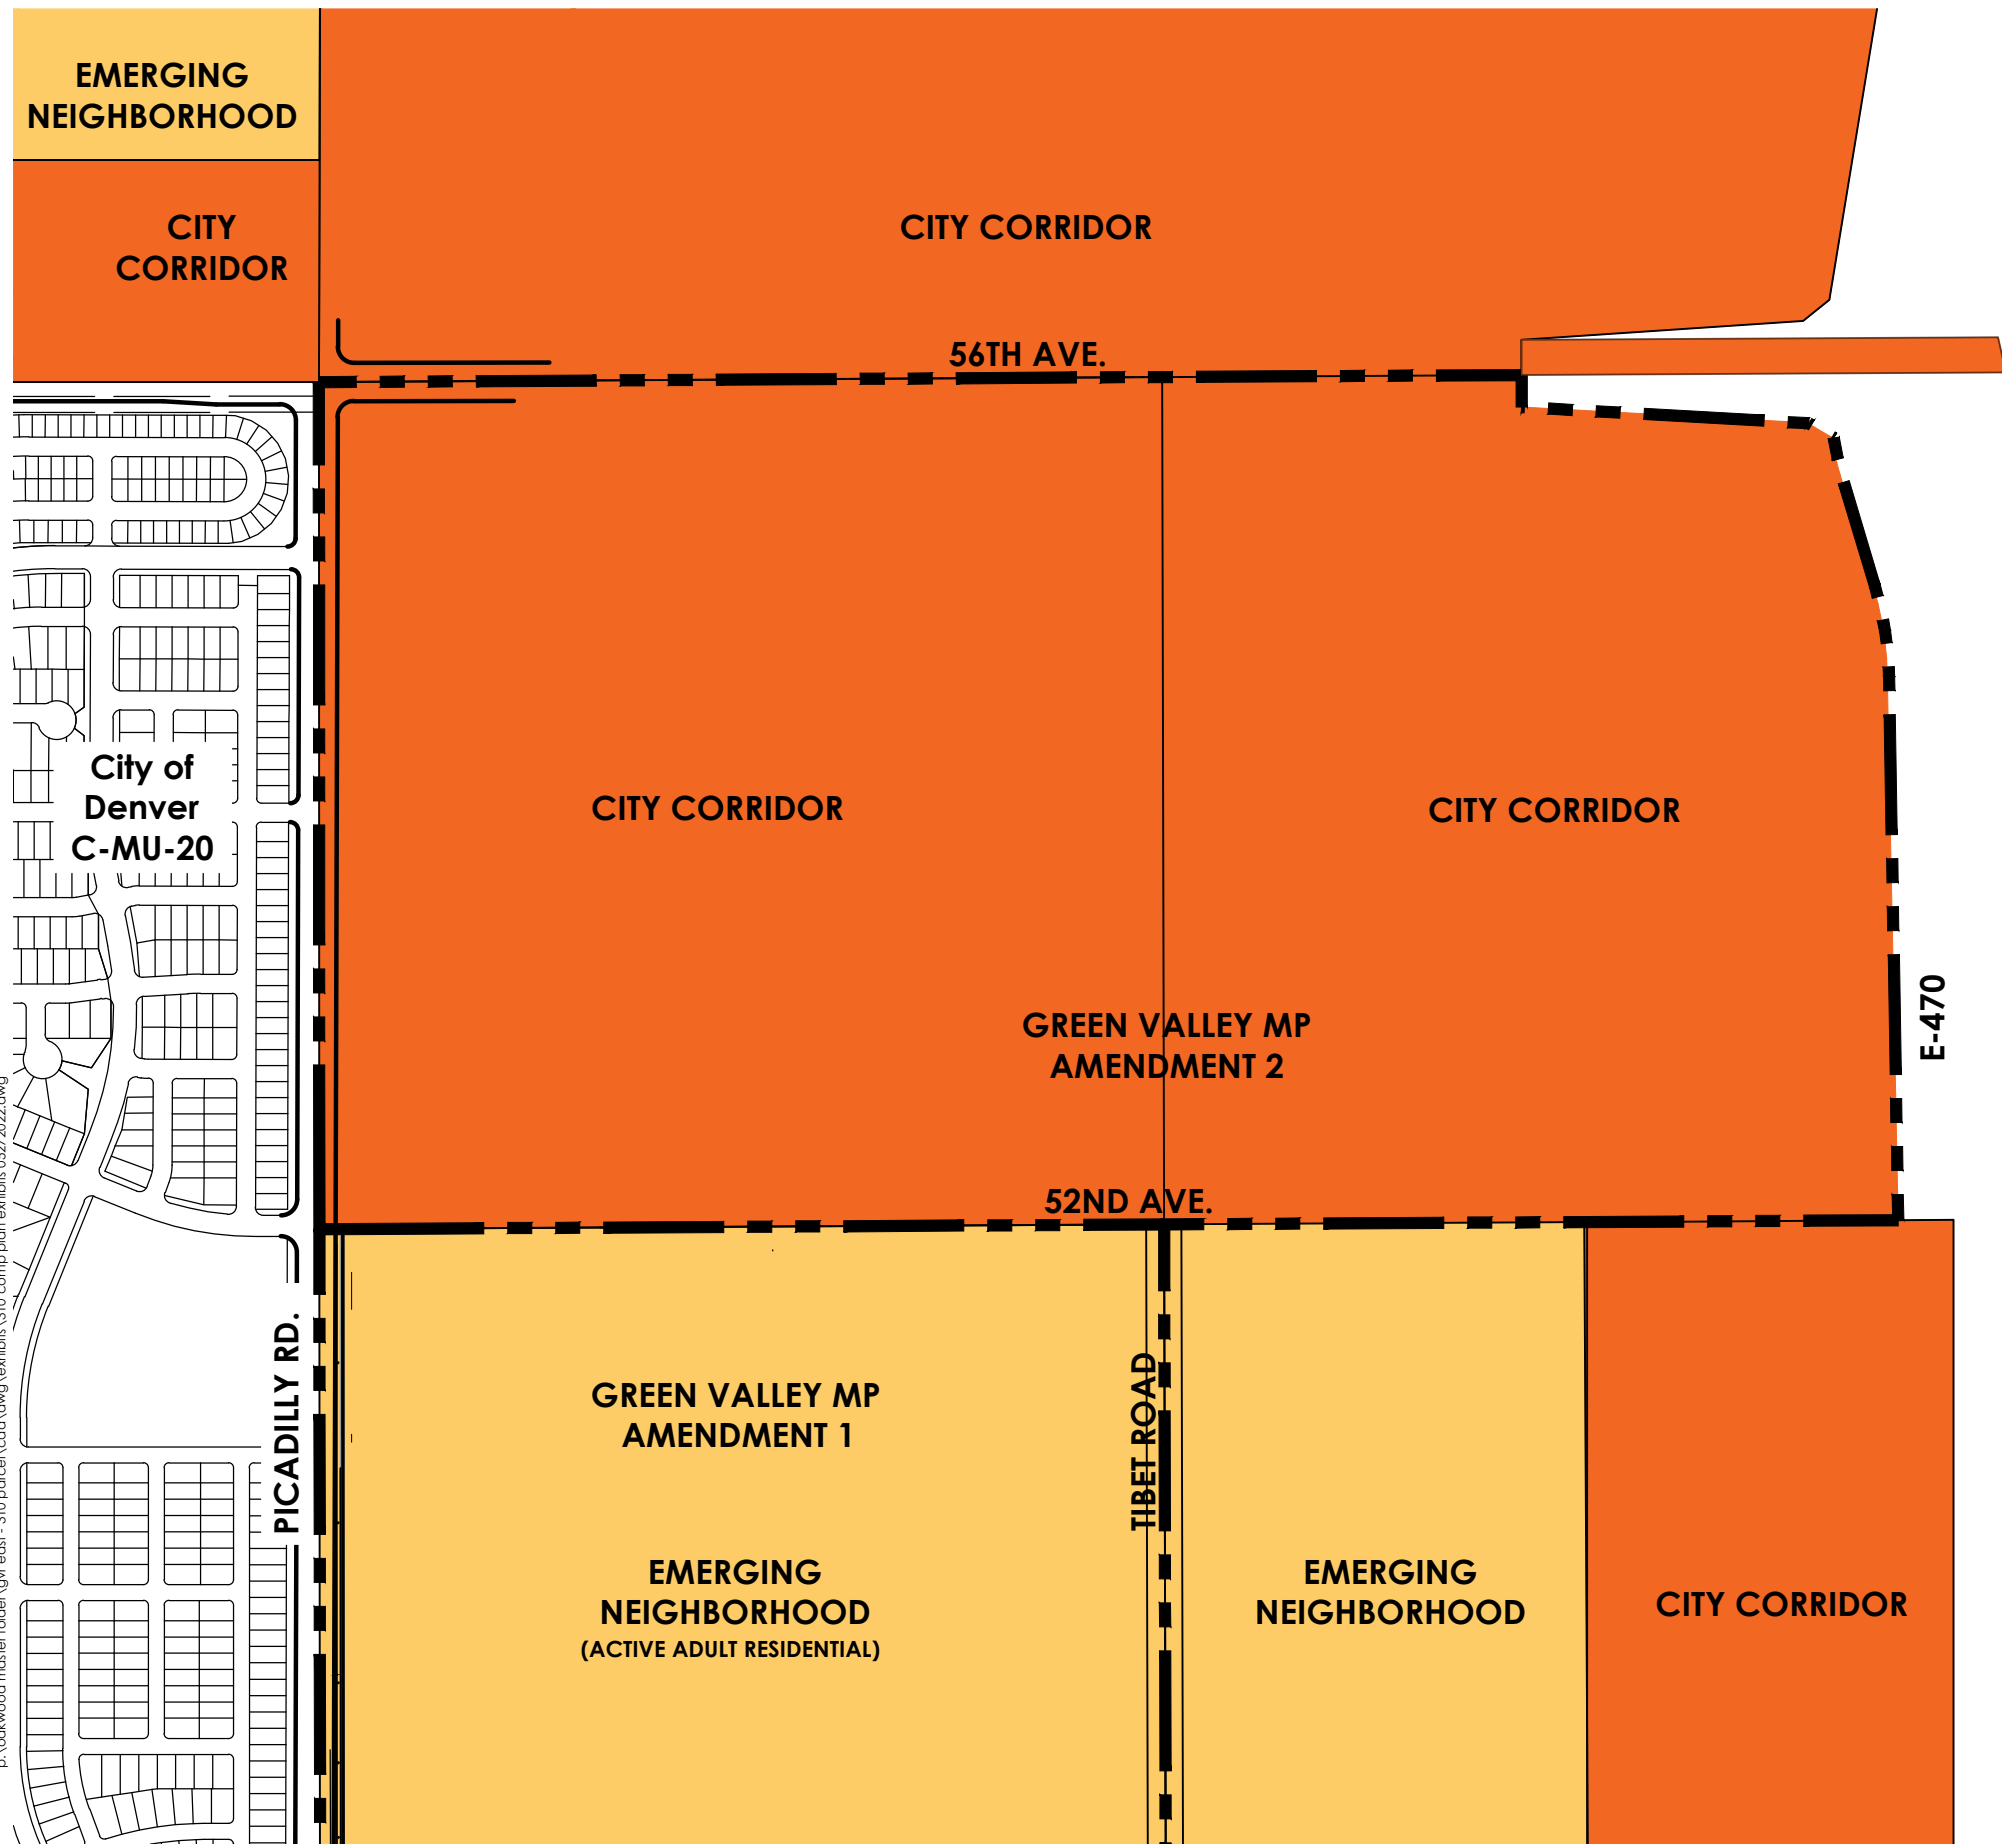 EMERGING
NEIGHBORHOOD
CITY
CORRIDOR
CITY CORRIDOR
56TH AVE.
City of
Denver
C-MU-20
CITY CORRIDOR
CITY CORRIDOR
E-470
GREEN VALLEY MP
AMENDMENT 2
52ND AVE.
PICADILLY RD.
GREEN VALLEY MP
AMENDMENT 1
TIBET ROAD
EMERGING
NEIGHBORHOOD
(ACTIVE ADULT RESIDENTIAL)
EMERGING
NEIGHBORHOOD
CITY CORRIDOR